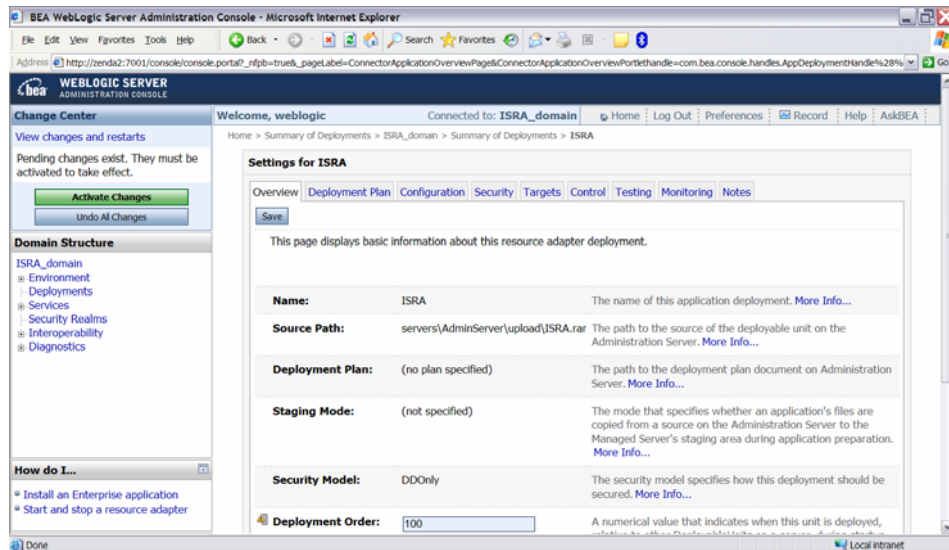 BEA WebLogic Server Administration Console - Microsoft Internet Explorer
File Edit View Favorites Tools Help
Back Search Favorites
Address http://zenda2:7001/console/console.portal?_nfpb=true&_pageLabel=ConnectorApplicationOverviewPage&ConnectorApplicationOverviewPortlethandle=com.bea.console.handles.AppDeploymentHandle%28% Go
bea WEBLOGIC SERVER
ADMINISTRATION CONSOLE
Change Center
View changes and restarts
Pending changes exist. They must be
activated to take effect.
Activate Changes
Undo All Changes
Domain Structure
ISRA_domain
Environment
Deployments
Services
Security Realms
Interoperability
Diagnostics
How do I...
Install an Enterprise application
Start and stop a resource adapter
Welcome, weblogic Connected to: ISRA_domain Home Log Out Preferences Record Help AskBEA
Home > Summary of Deployments > ISRA_domain > Summary of Deployments > ISRA
Settings for ISRA
Overview Deployment Plan Configuration Security Targets Control Testing Monitoring Notes
Save
This page displays basic information about this resource adapter deployment.
Name: ISRA The name of this application deployment. More Info...
Source Path: servers\AdminServer\upload\ISRA.rar The path to the source of the deployable unit on the
Administration Server. More Info...
Deployment Plan: (no plan specified) The path to the deployment plan document on Administration
Server. More Info...
Staging Mode: (not specified) The mode that specifies whether an application's files are
copied from a source on the Administration Server to the
Managed Server's staging area during application preparation.
More Info...
Security Model: DDOnly The security model specifies how this deployment should be
secured. More Info...
Deployment Order: 100 A numerical value that indicates when this unit is deployed,
Done Local intranet